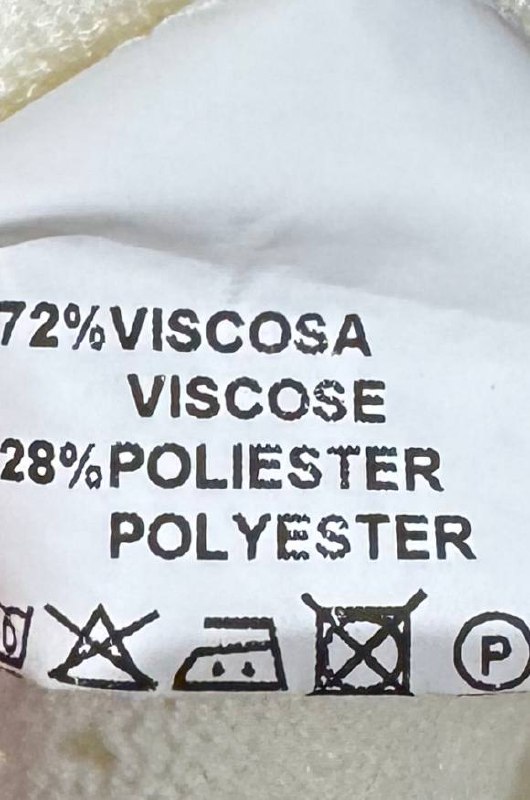 72%VISCOSA
VISCOSE
28%POLIESTER
POLYESTER
P